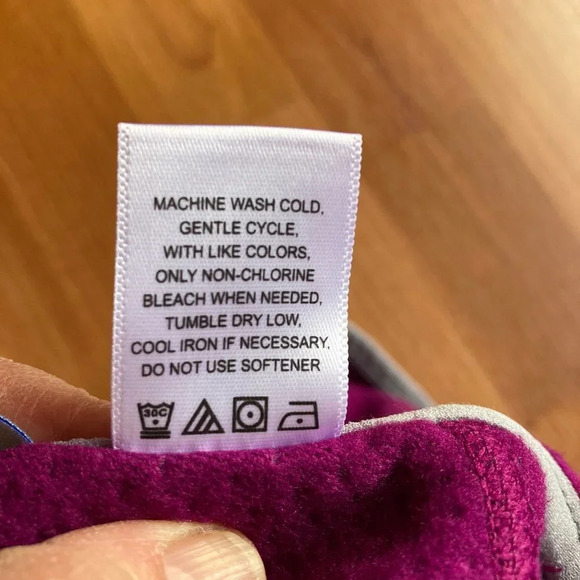 MACHINE WASH COLD,
GENTLE CYCLE,
WITH LIKE COLORS,
ONLY NON-CHLORINE
BLEACH WHEN NEEDED,
TUMBLE DRY LOW,
COOL IRON IF NECESSARY.
DO NOT USE SOFTENER
30C